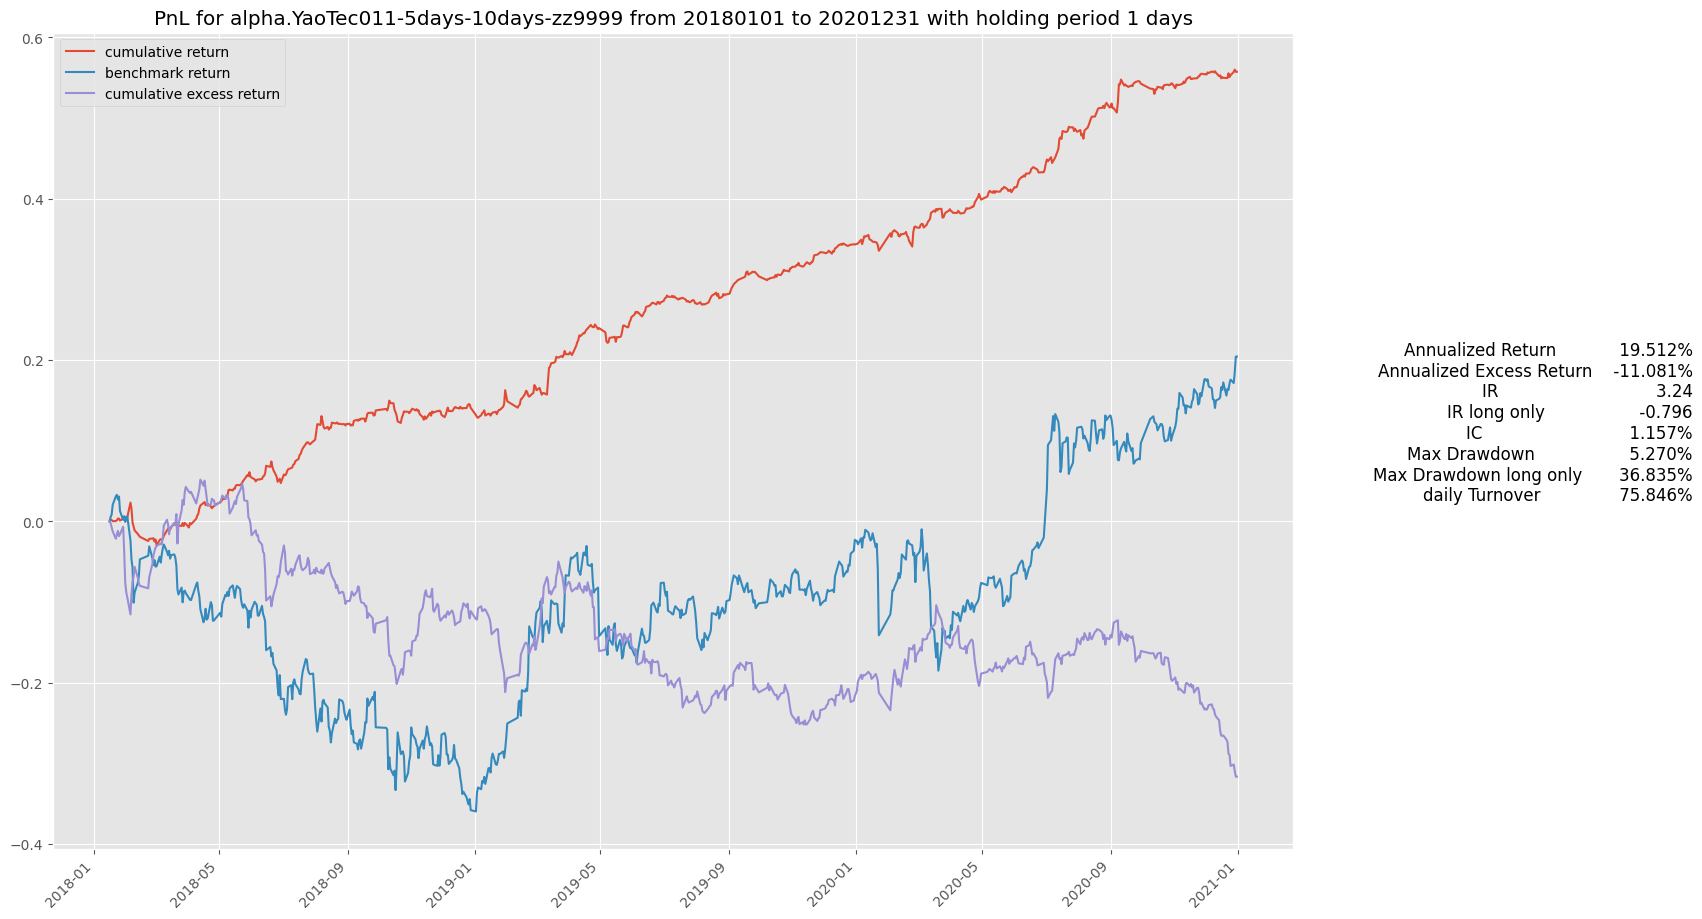 PnL for alpha.YaoTec011-5days-10days-zz9999 from 20180101 to 20201231 with holding period 1 days
cumulative return
benchmark return
cumulative excess return
0.6
0.4
0.2
0.0
−0.2
−0.4
2018-01
2018-05
2018-09
2019-01
2019-05
2019-09
2020-01
2020-05
2020-09
2021-01
Annualized Return 19.512%
Annualized Excess Return -11.081%
IR 3.24
IR long only -0.796
IC 1.157%
Max Drawdown 5.270%
Max Drawdown long only 36.835%
daily Turnover 75.846%